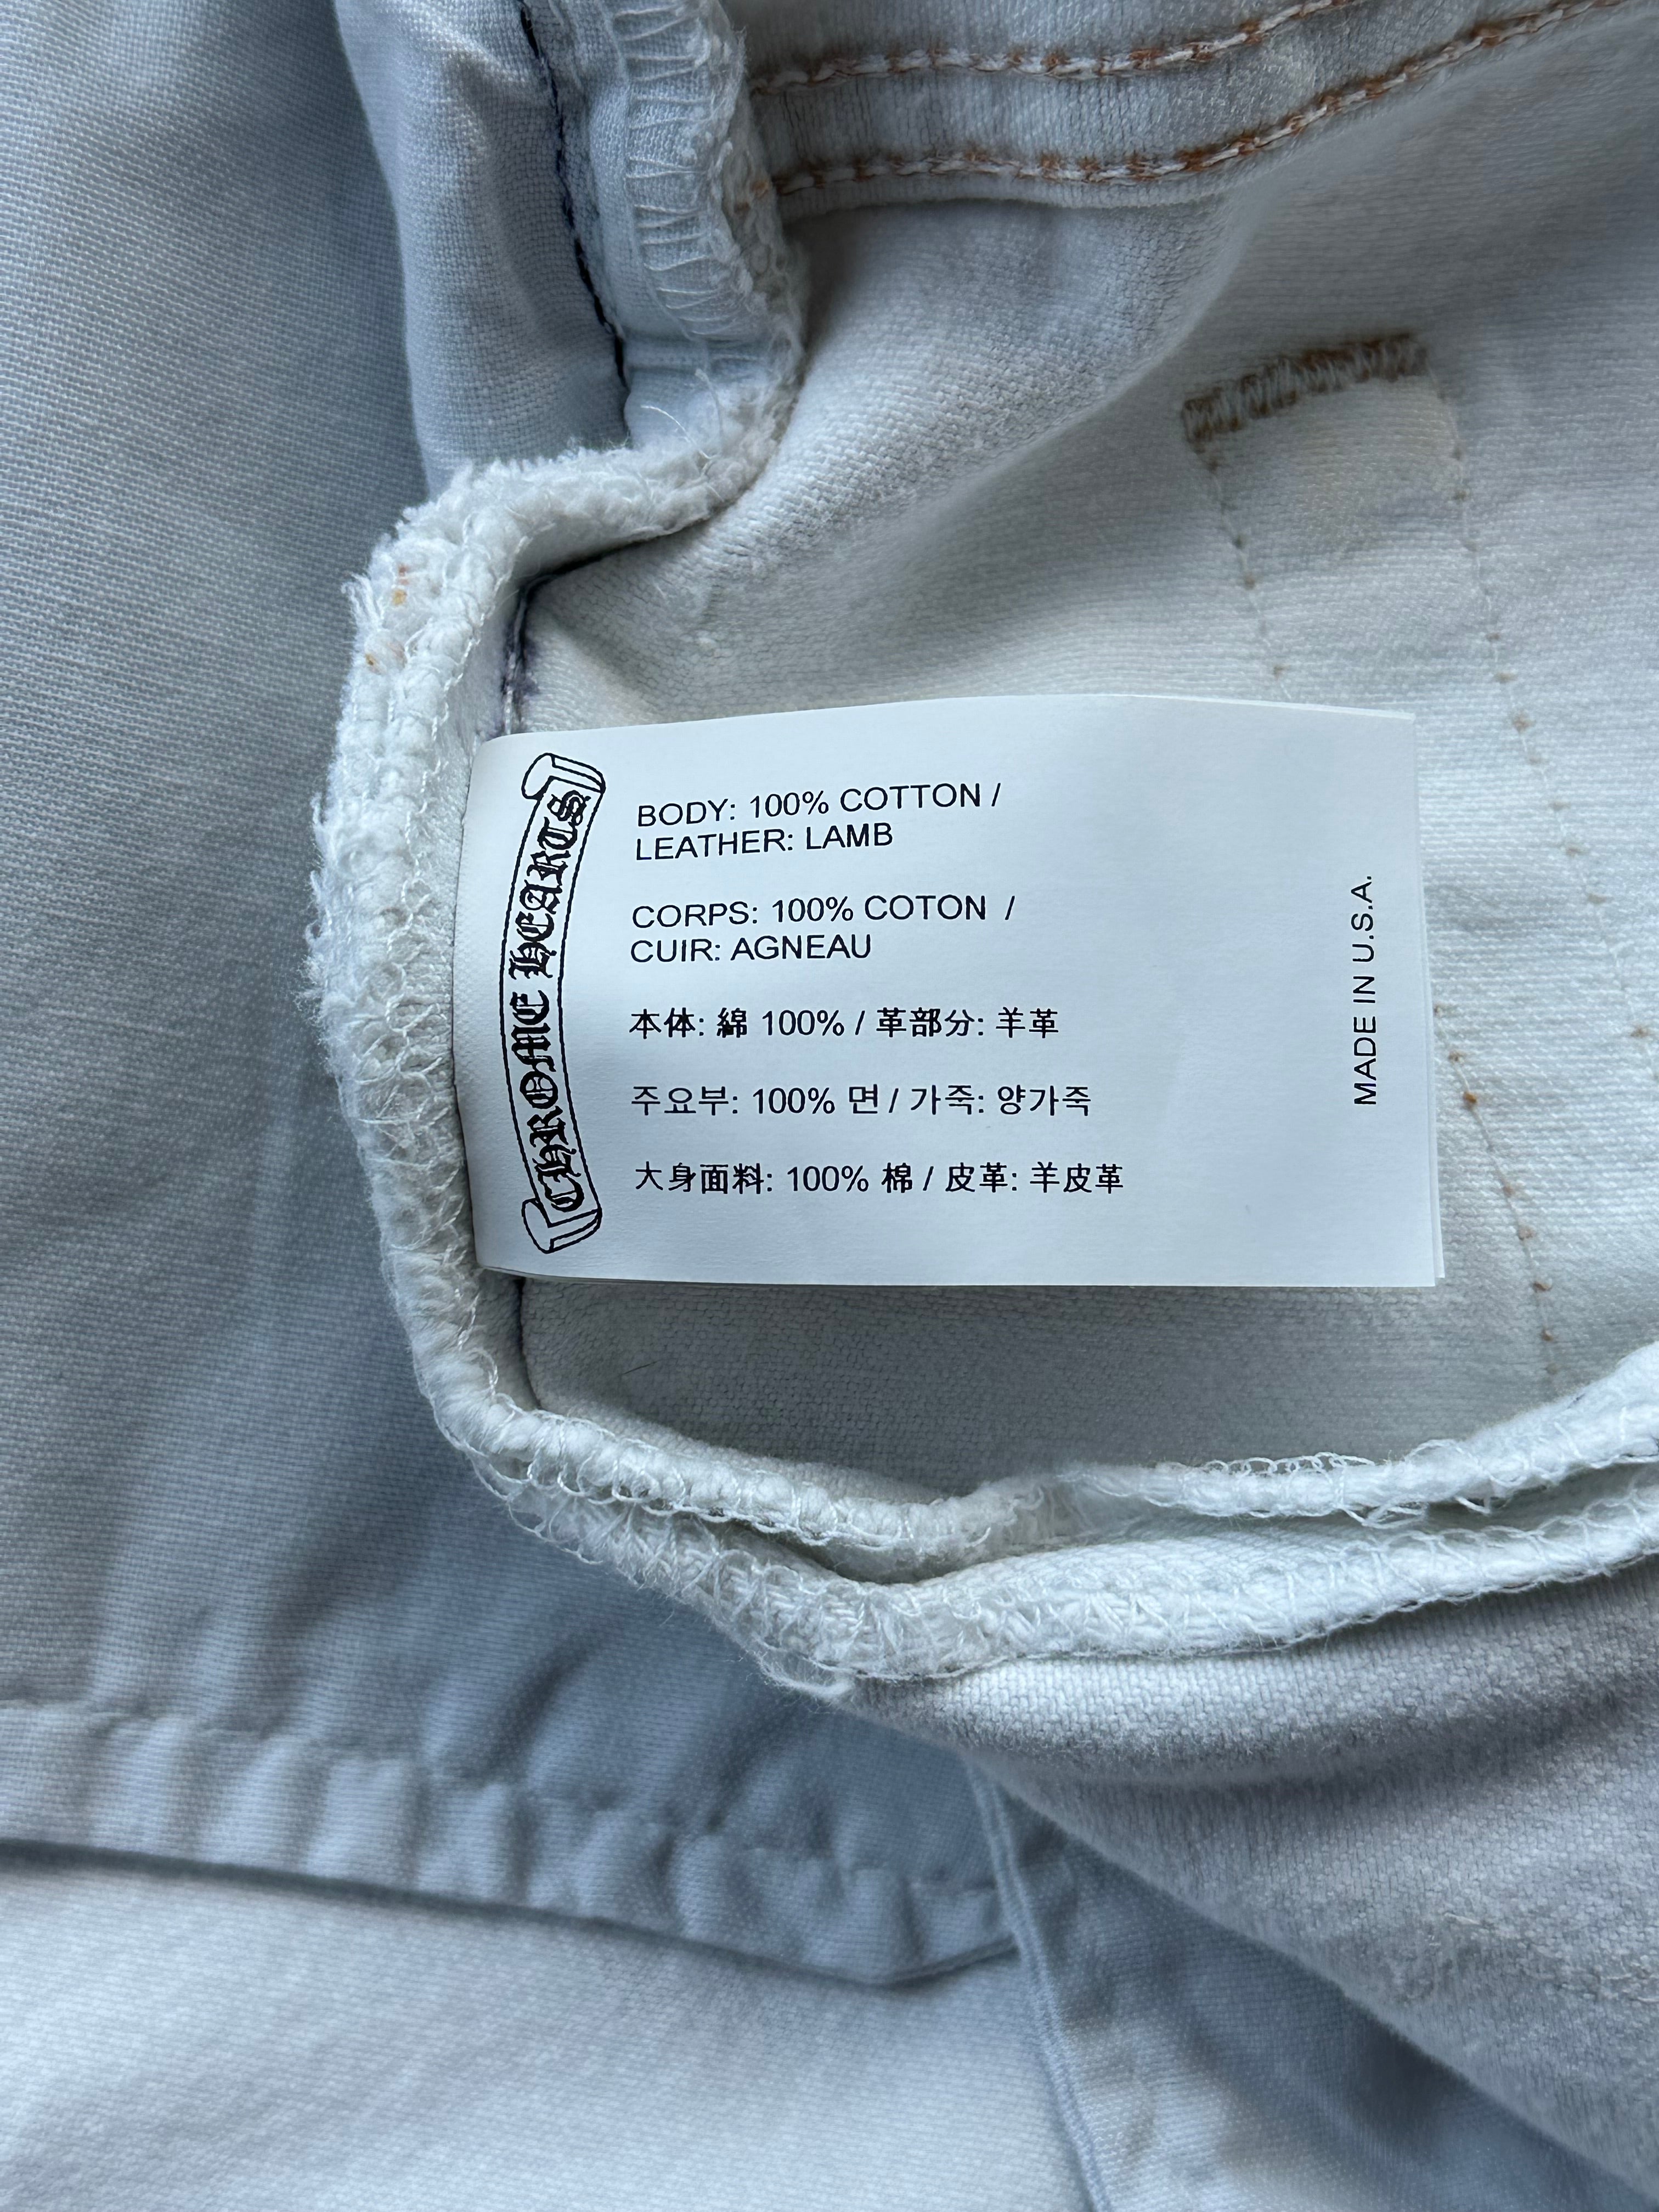 CHROME HEARTS
BODY: 100% COTTON /
LEATHER: LAMB
CORPS: 100% COTON /
CUIR: AGNEAU
本体: 綿 100% / 革部分: 羊革
주요부: 100% 면 / 가죽: 양가죽
大身面料: 100% 棉 / 皮革: 羊皮革
MADE IN U.S.A.